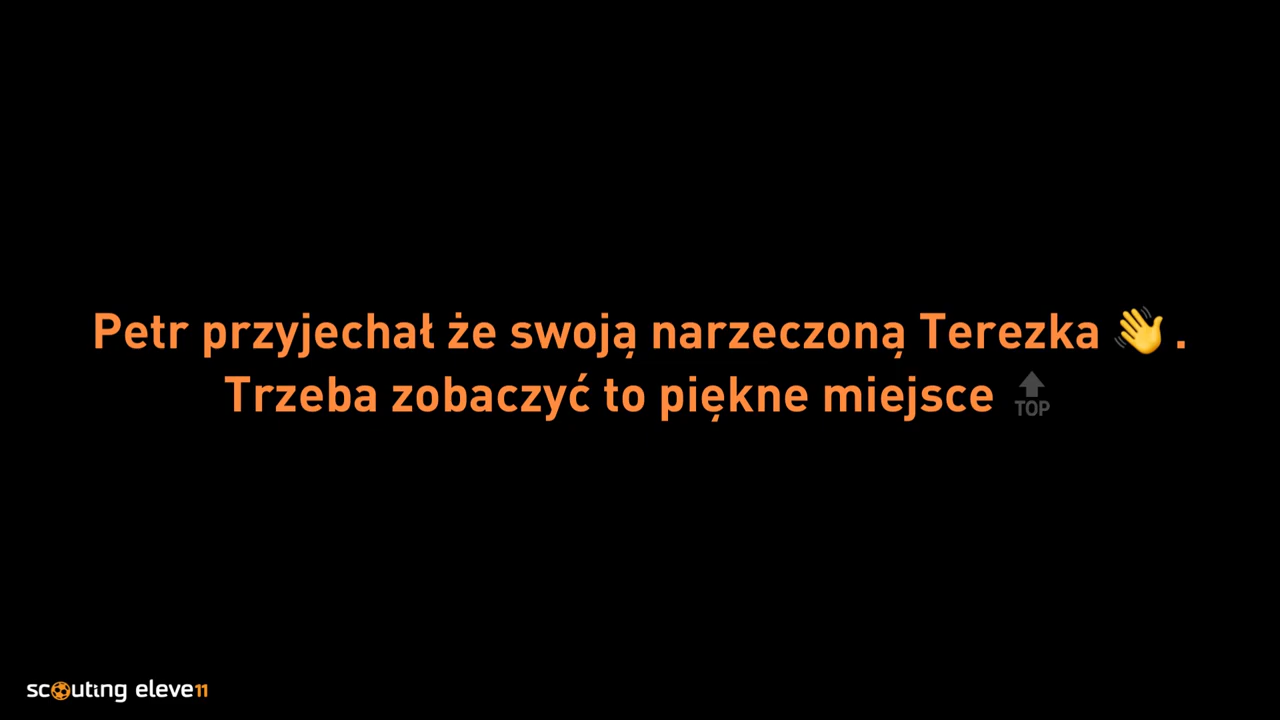 Petr przyjechał że swoją narzeczoną Terezka 👋 .
Trzeba zobaczyć to piękne miejsce 🔝
scouting eleve11